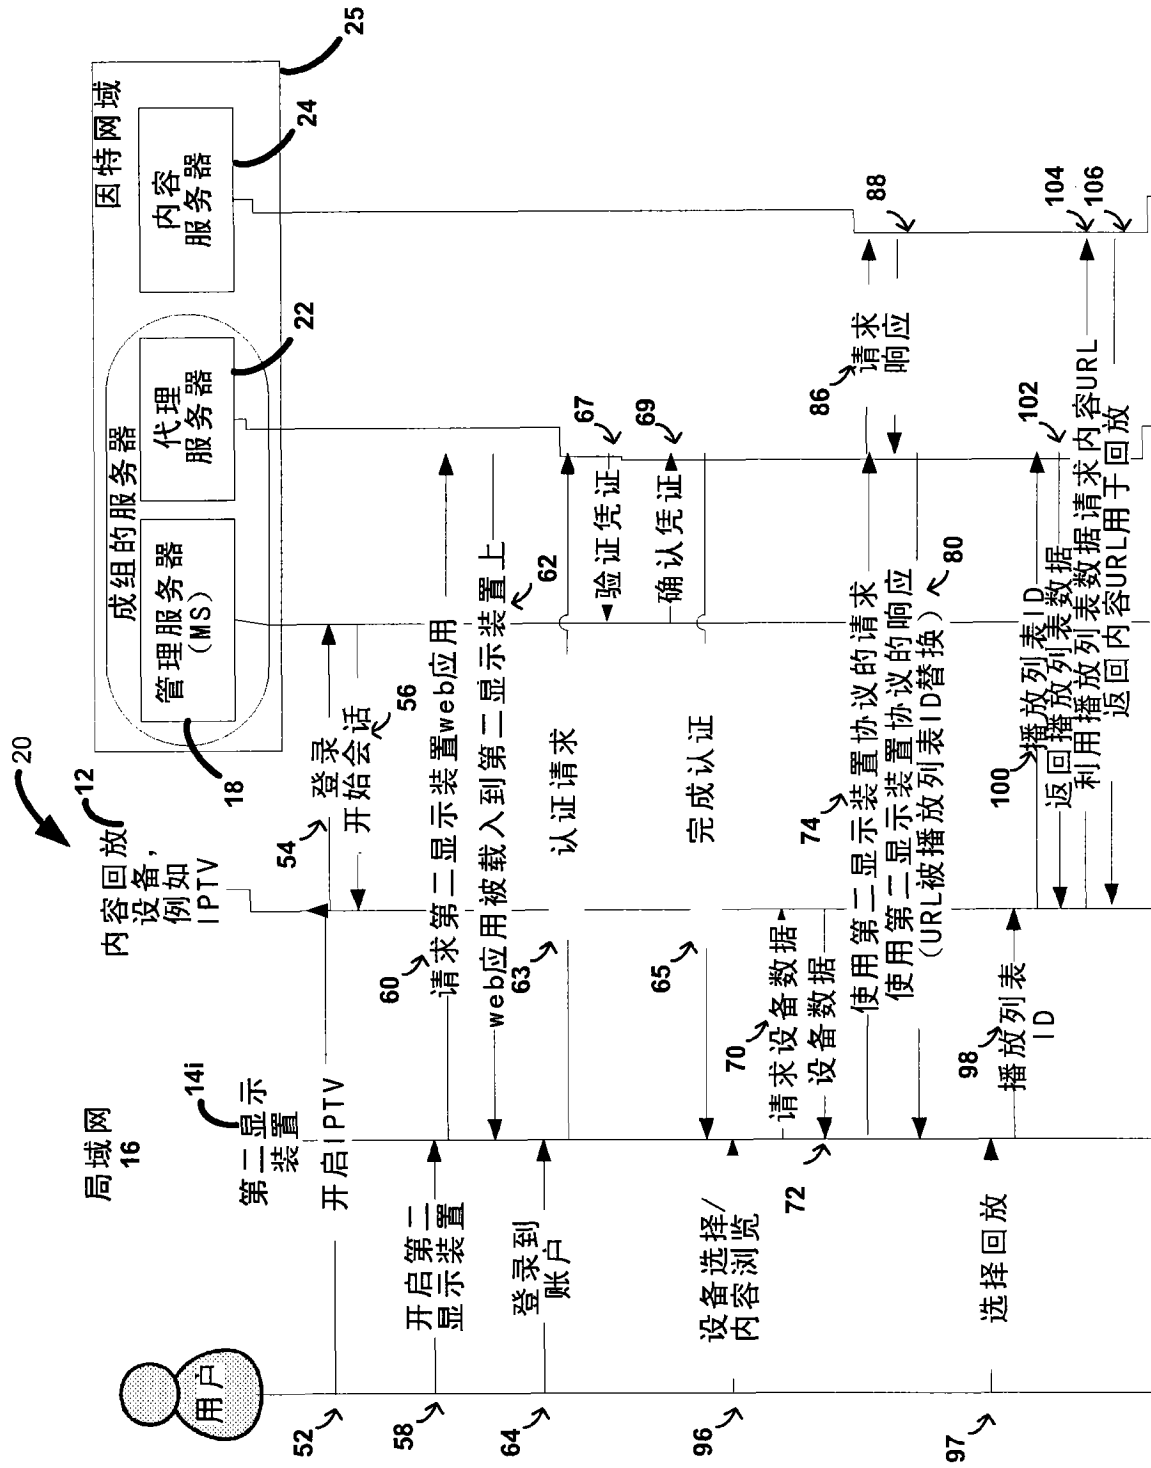 20
因特网域
25
成组的服务器
管理服务器
(MS)
18
代理
服务器
22
内容
服务器
24
局域网
16
用户
第二显示
装置
14i
内容回放
设备，
例如
IPTV
12
52
开启IPTV
54
登录
开始会话
56
58
开启第二
显示装置
60
请求第二显示装置web应用
web应用被载入到第二显示装置上
62
64
登录到
账户
63
认证请求
验证凭证
67
确认凭证
69
65
完成认证
96
设备选择/
内容浏览
70
请求设备数据
设备数据
72
74
使用第二显示装置协议的请求
86
请求
响应
88
使用第二显示装置协议的响应
(URL被播放列表ID替换)
80
97
选择回放
98
播放列表
ID
100
播放列表ID
返回播放列表数据
102
利用播放列表数据请求内容URL
104
返回内容URL用于回放
106